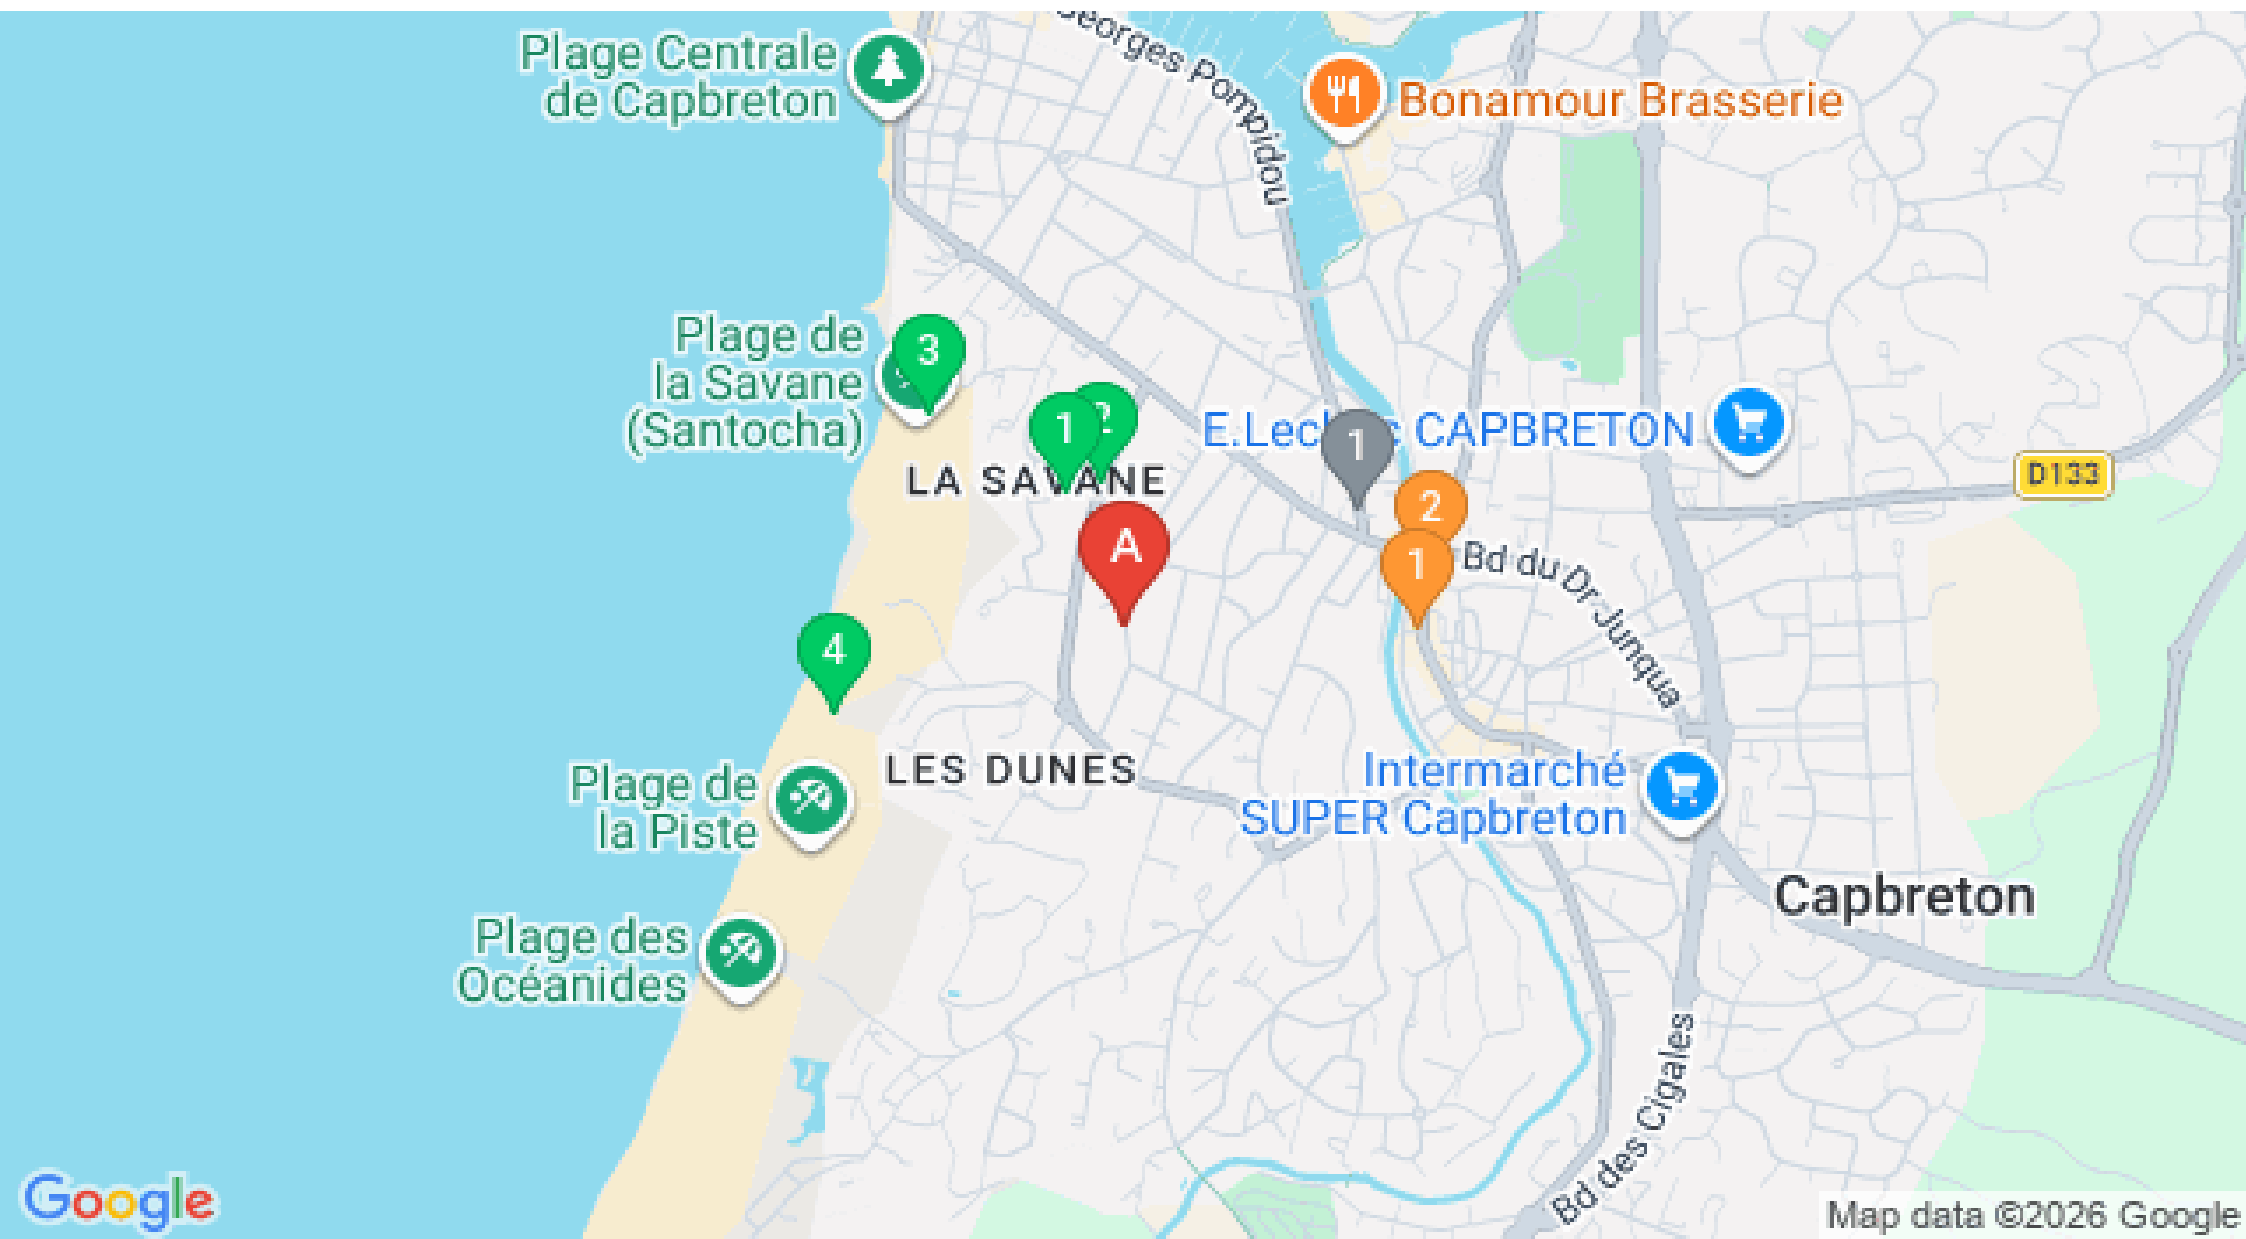 Georges Pompidou
Plage Centrale
de Capbreton
Bonamour Brasserie
Plage de
la Savane
(Santocha)
3
1
2
LA SAVANE
A
E.Leclerc CAPBRETON
1
2
1
D133
Bd du Dr Junqua
4
LES DUNES
Plage de
la Piste
Intermarché
SUPER Capbreton
Plage des
Océanides
Capbreton
Bd des Cigales
Google
Map data ©2026 Google